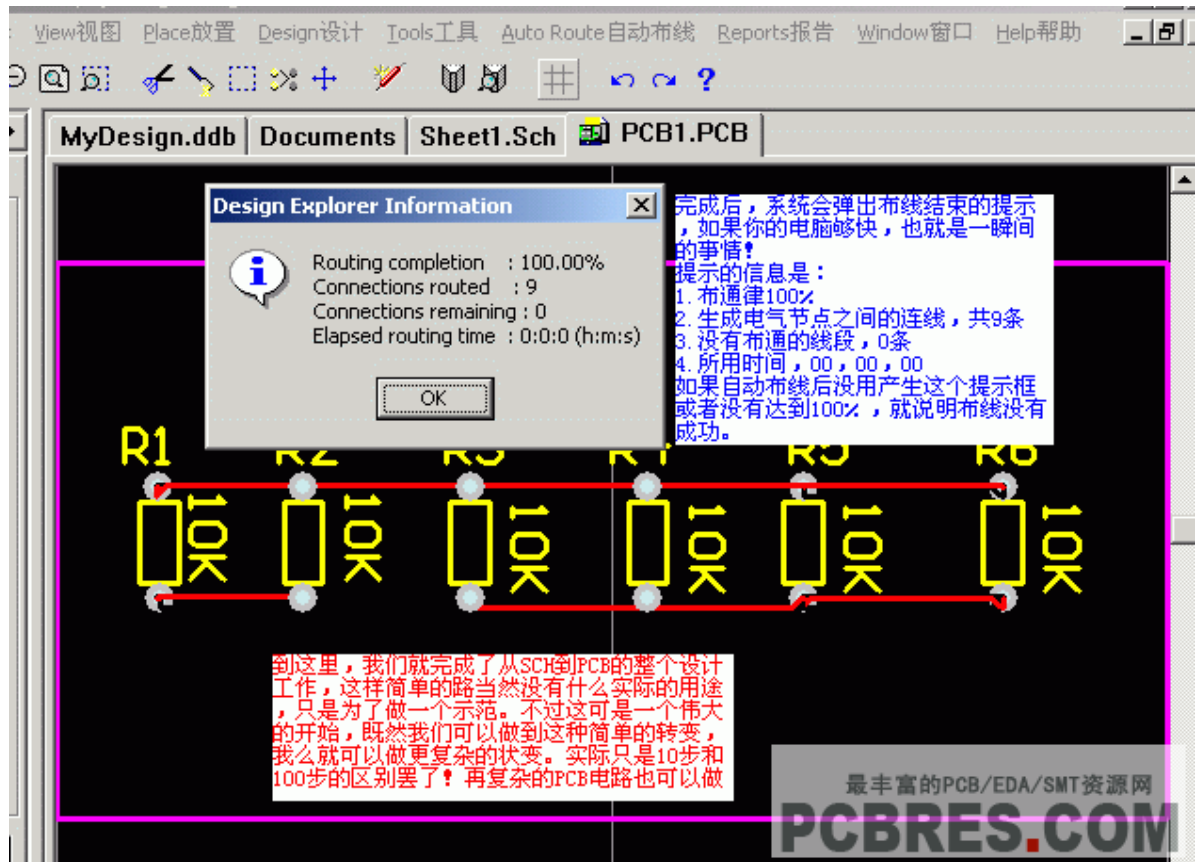 View视图 Place放置 Design设计 Tools工具 Auto Route自动布线 Reports报告 Window窗口 Help帮助
MyDesign.ddb Documents Sheet1.Sch PCB1.PCB
Design Explorer Information
Routing completion : 100.00%
Connections routed : 9
Connections remaining : 0
Elapsed routing time : 0:0:0 (h:m:s)
OK
完成后，系统会弹出布线结束的提示
，如果你的电脑够快，也就是一瞬间
的事情！
提示的信息是：
1. 布通律100%
2. 生成电气节点之间的连线，共9条
3. 没有布通的线段，0条
4. 所用时间，00，00，00
如果自动布线后没用产生这个提示框
或者没有达到100%，就说明布线没有
成功。
R1 R2 R3 R4 R5 R6
10K 10K 10K 10K 10K 10K
到这里，我们就完成了从SCH到PCB的整个设计
工作，这样简单的路当然没有什么实际的用途
，只是为了做一个示范。不过这可是一个伟大
的开始，既然我们可以做到这种简单的转变，
我么就可以做更复杂的状变。实际只是10步和
100步的区别罢了！再复杂的PCB电路也可以做
最丰富的PCB/EDA/SMT资源网
PCBRES.COM